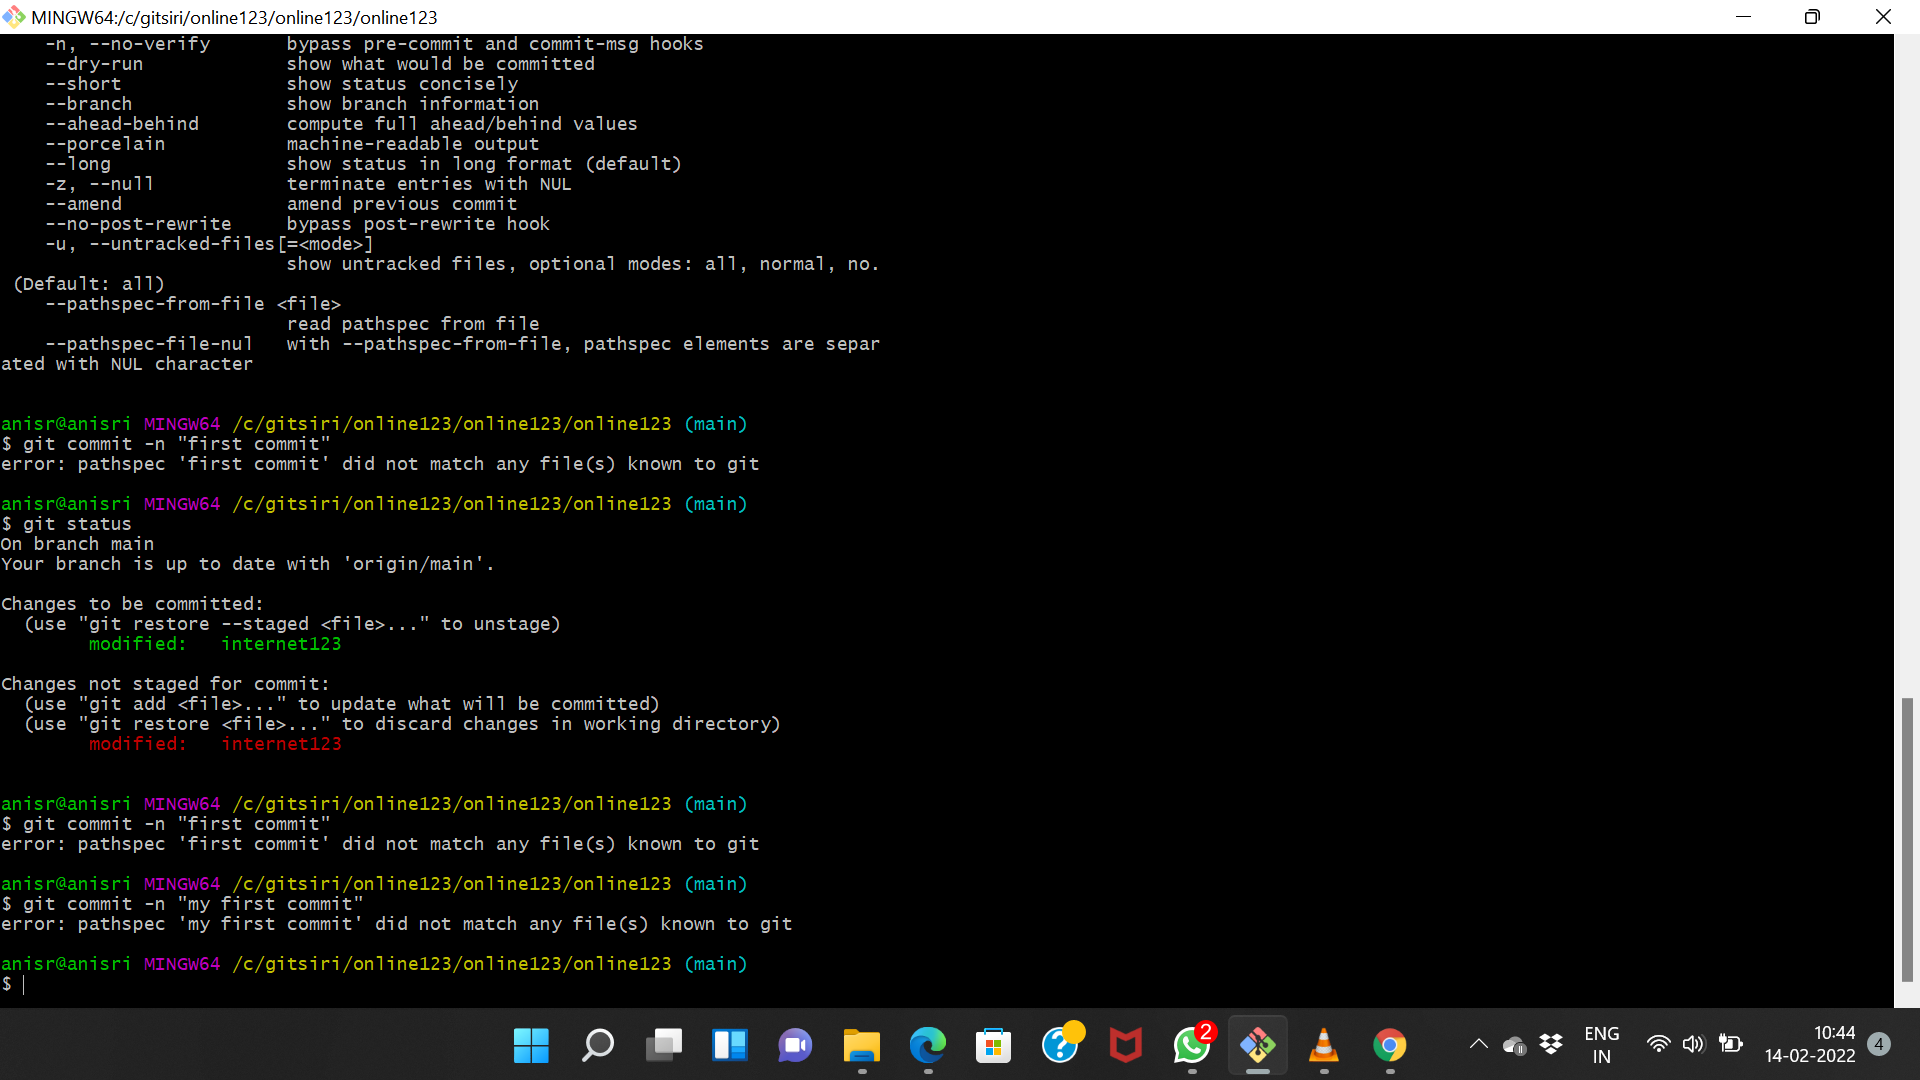 MINGW64:/c/gitsiri/online123/online123/online123
-n, --no-verify       bypass pre-commit and commit-msg hooks
--dry-run             show what would be committed
--short               show status concisely
--branch              show branch information
--ahead-behind        compute full ahead/behind values
--porcelain           machine-readable output
--long                show status in long format (default)
-z, --null            terminate entries with NUL
--amend               amend previous commit
--no-post-rewrite     bypass post-rewrite hook
-u, --untracked-files[=<mode>]
show untracked files, optional modes: all, normal, no.
(Default: all)
--pathspec-from-file <file>
read pathspec from file
--pathspec-file-nul   with --pathspec-from-file, pathspec elements are separ
ated with NUL character
anisr@anisri MINGW64 /c/gitsiri/online123/online123/online123 (main)
$ git commit -n "first commit"
error: pathspec 'first commit' did not match any file(s) known to git
anisr@anisri MINGW64 /c/gitsiri/online123/online123/online123 (main)
$ git status
On branch main
Your branch is up to date with 'origin/main'.
Changes to be committed:
(use "git restore --staged <file>..." to unstage)
modified:   internet123
Changes not staged for commit:
(use "git add <file>..." to update what will be committed)
(use "git restore <file>..." to discard changes in working directory)
modified:   internet123
anisr@anisri MINGW64 /c/gitsiri/online123/online123/online123 (main)
$ git commit -n "first commit"
error: pathspec 'first commit' did not match any file(s) known to git
anisr@anisri MINGW64 /c/gitsiri/online123/online123/online123 (main)
$ git commit -n "my first commit"
error: pathspec 'my first commit' did not match any file(s) known to git
anisr@anisri MINGW64 /c/gitsiri/online123/online123/online123 (main)
$
2
ENG
IN
10:44
14-02-2022
4